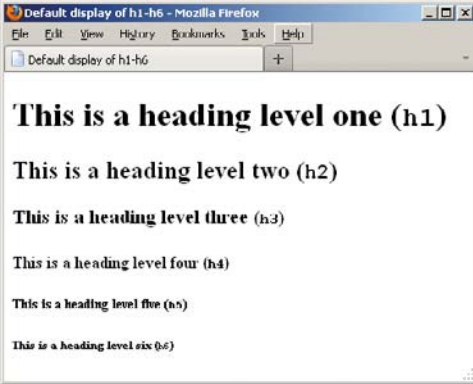 Default display of h1-h6 - Mozilla Firefox
File Edit View History Bookmarks Tools Help
Default display of h1-h6
This is a heading level one (h1)
This is a heading level two (h2)
This is a heading level three (h3)
This is a heading level four (h4)
This is a heading level five (h5)
This is a heading level six (h6)